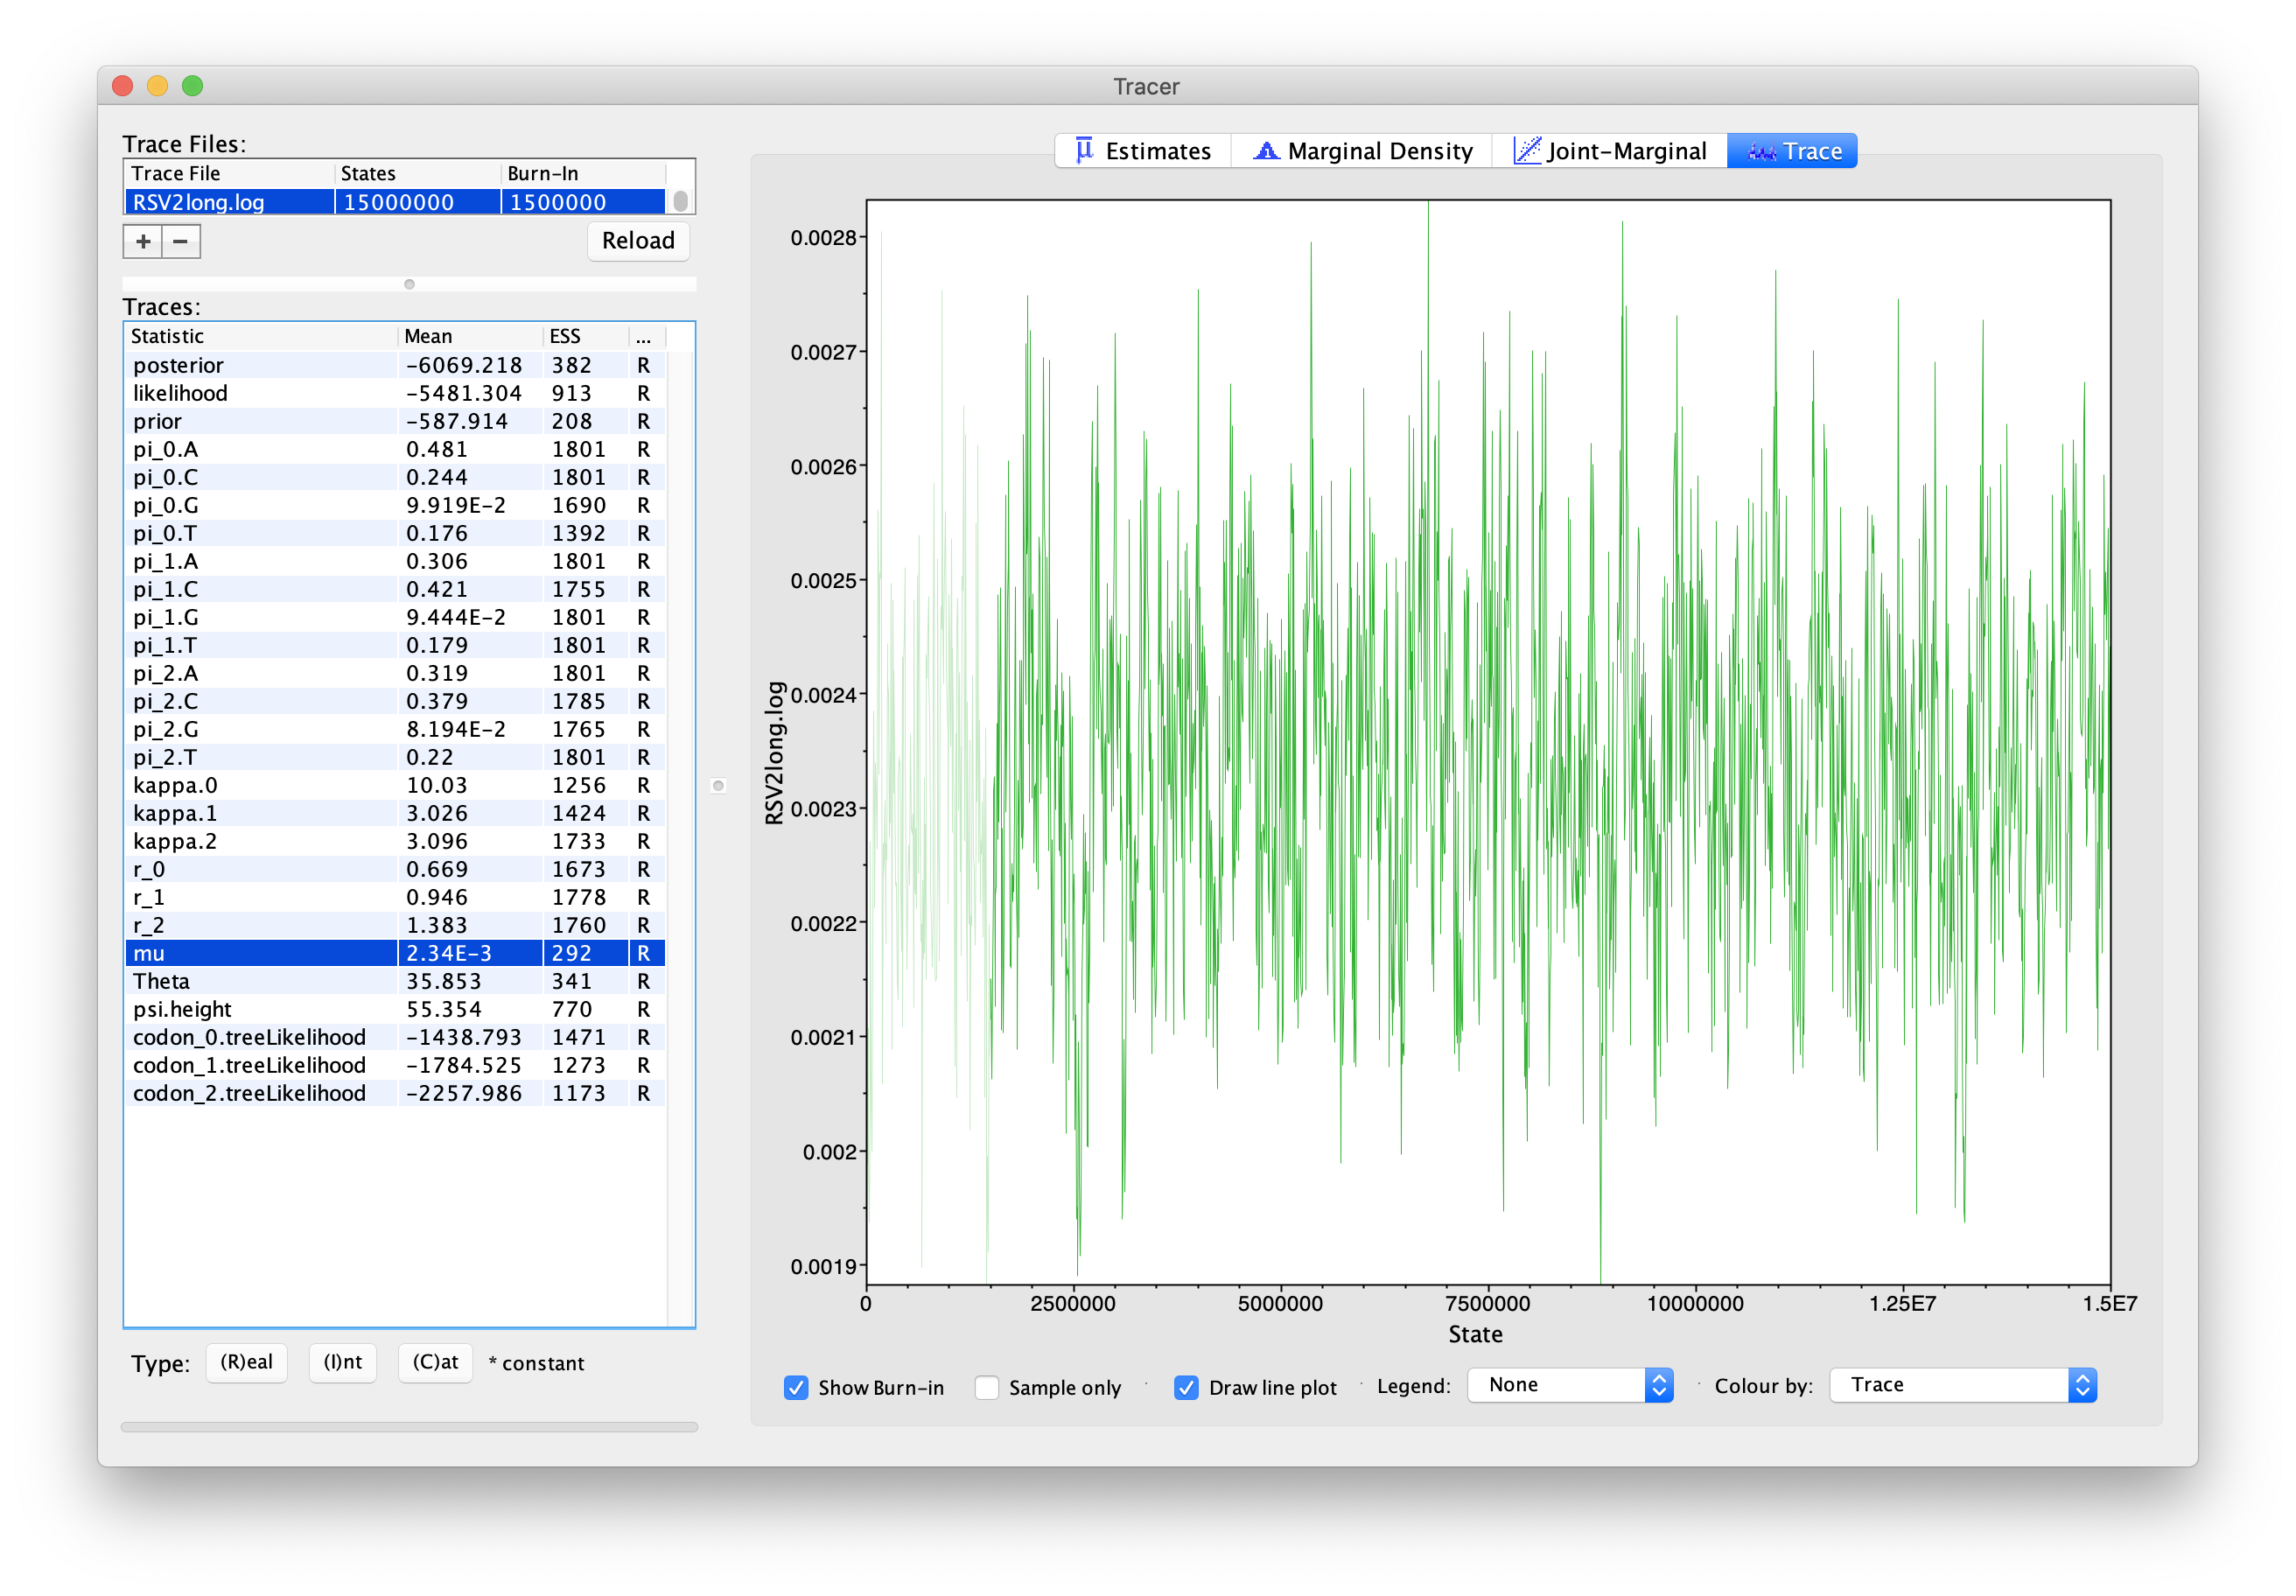 Tracer
Trace Files:
Trace File States Burn-In
RSV2long.log 15000000 1500000
+ − Reload
Traces:
Statistic Mean ESS ...
posterior -6069.218 382 R
likelihood -5481.304 913 R
prior -587.914 208 R
pi_0.A 0.481 1801 R
pi_0.C 0.244 1801 R
pi_0.G 9.919E-2 1690 R
pi_0.T 0.176 1392 R
pi_1.A 0.306 1801 R
pi_1.C 0.421 1755 R
pi_1.G 9.444E-2 1801 R
pi_1.T 0.179 1801 R
pi_2.A 0.319 1801 R
pi_2.C 0.379 1785 R
pi_2.G 8.194E-2 1765 R
pi_2.T 0.22 1801 R
kappa.0 10.03 1256 R
kappa.1 3.026 1424 R
kappa.2 3.096 1733 R
r_0 0.669 1673 R
r_1 0.946 1778 R
r_2 1.383 1760 R
mu 2.34E-3 292 R
Theta 35.853 341 R
psi.height 55.354 770 R
codon_0.treeLikelihood -1438.793 1471 R
codon_1.treeLikelihood -1784.525 1273 R
codon_2.treeLikelihood -2257.986 1173 R
Type: (R)eal (I)nt (C)at * constant
μ Estimates Marginal Density Joint-Marginal Trace
0.0028
0.0027
0.0026
0.0025
0.0024
0.0023
0.0022
0.0021
0.002
0.0019
RSV2long.log
0 2500000 5000000 7500000 10000000 1.25E7 1.5E7
State
Show Burn-in Sample only Draw line plot Legend: None Colour by: Trace